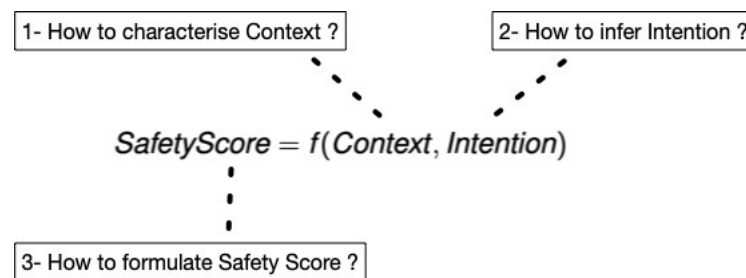 1- How to characterise Context ?
2- How to infer Intention ?
SafetyScore = f(Context, Intention)
3- How to formulate Safety Score ?